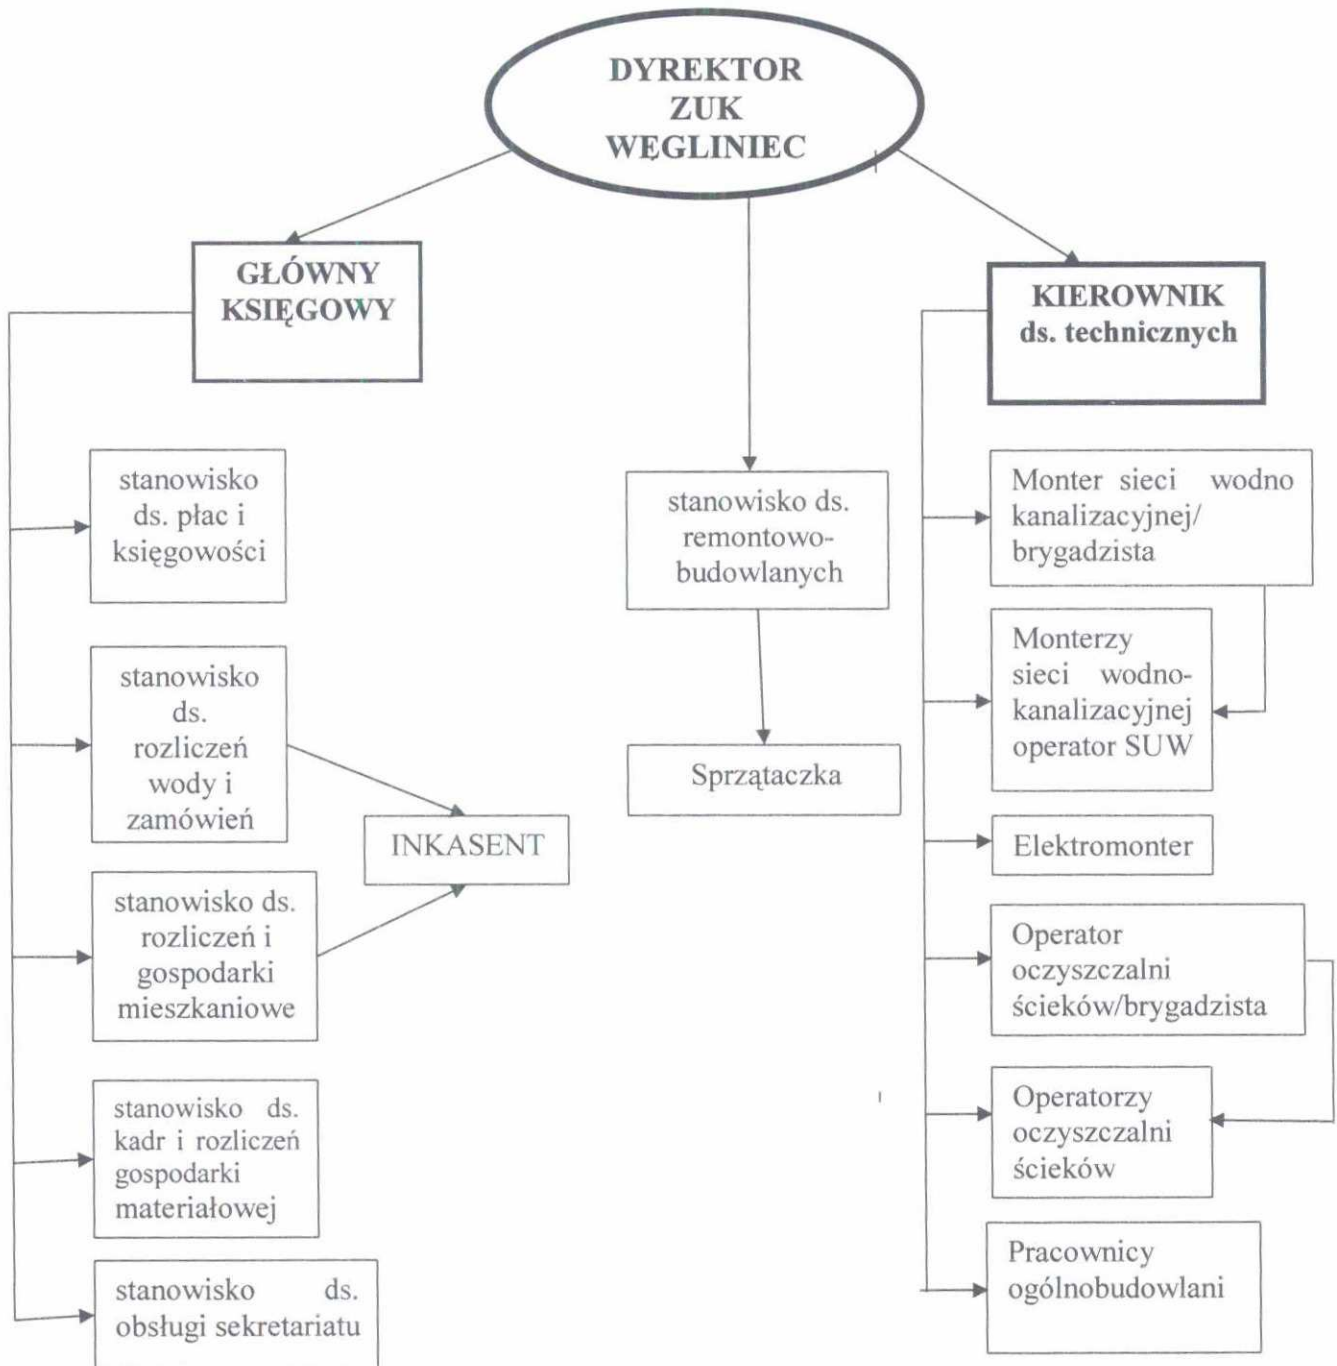 DYREKTOR
ZUK
WĘGLINIEC
GŁÓWNY
KSIĘGOWY
KIEROWNIK
ds. technicznych
stanowisko
ds. płac i
księgowości
stanowisko
ds.
rozliczeń
wody i
zamówień
INKASENT
stanowisko ds.
rozliczeń i
gospodarki
mieszkaniowe
stanowisko ds.
kadr i rozliczeń
gospodarki
materiałowej
stanowisko ds.
obsługi sekretariatu
stanowisko ds.
remontowo-
budowlanych
Sprzątaczka
Monter sieci wodno
kanalizacyjnej/
brygadzista
Monterzy
sieci wodno-
kanalizacyjnej
operator SUW
Elektromonter
Operator
oczyszczalni
ścieków/brygadzista
Operatorzy
oczyszczalni
ścieków
Pracownicy
ogólnobudowlani